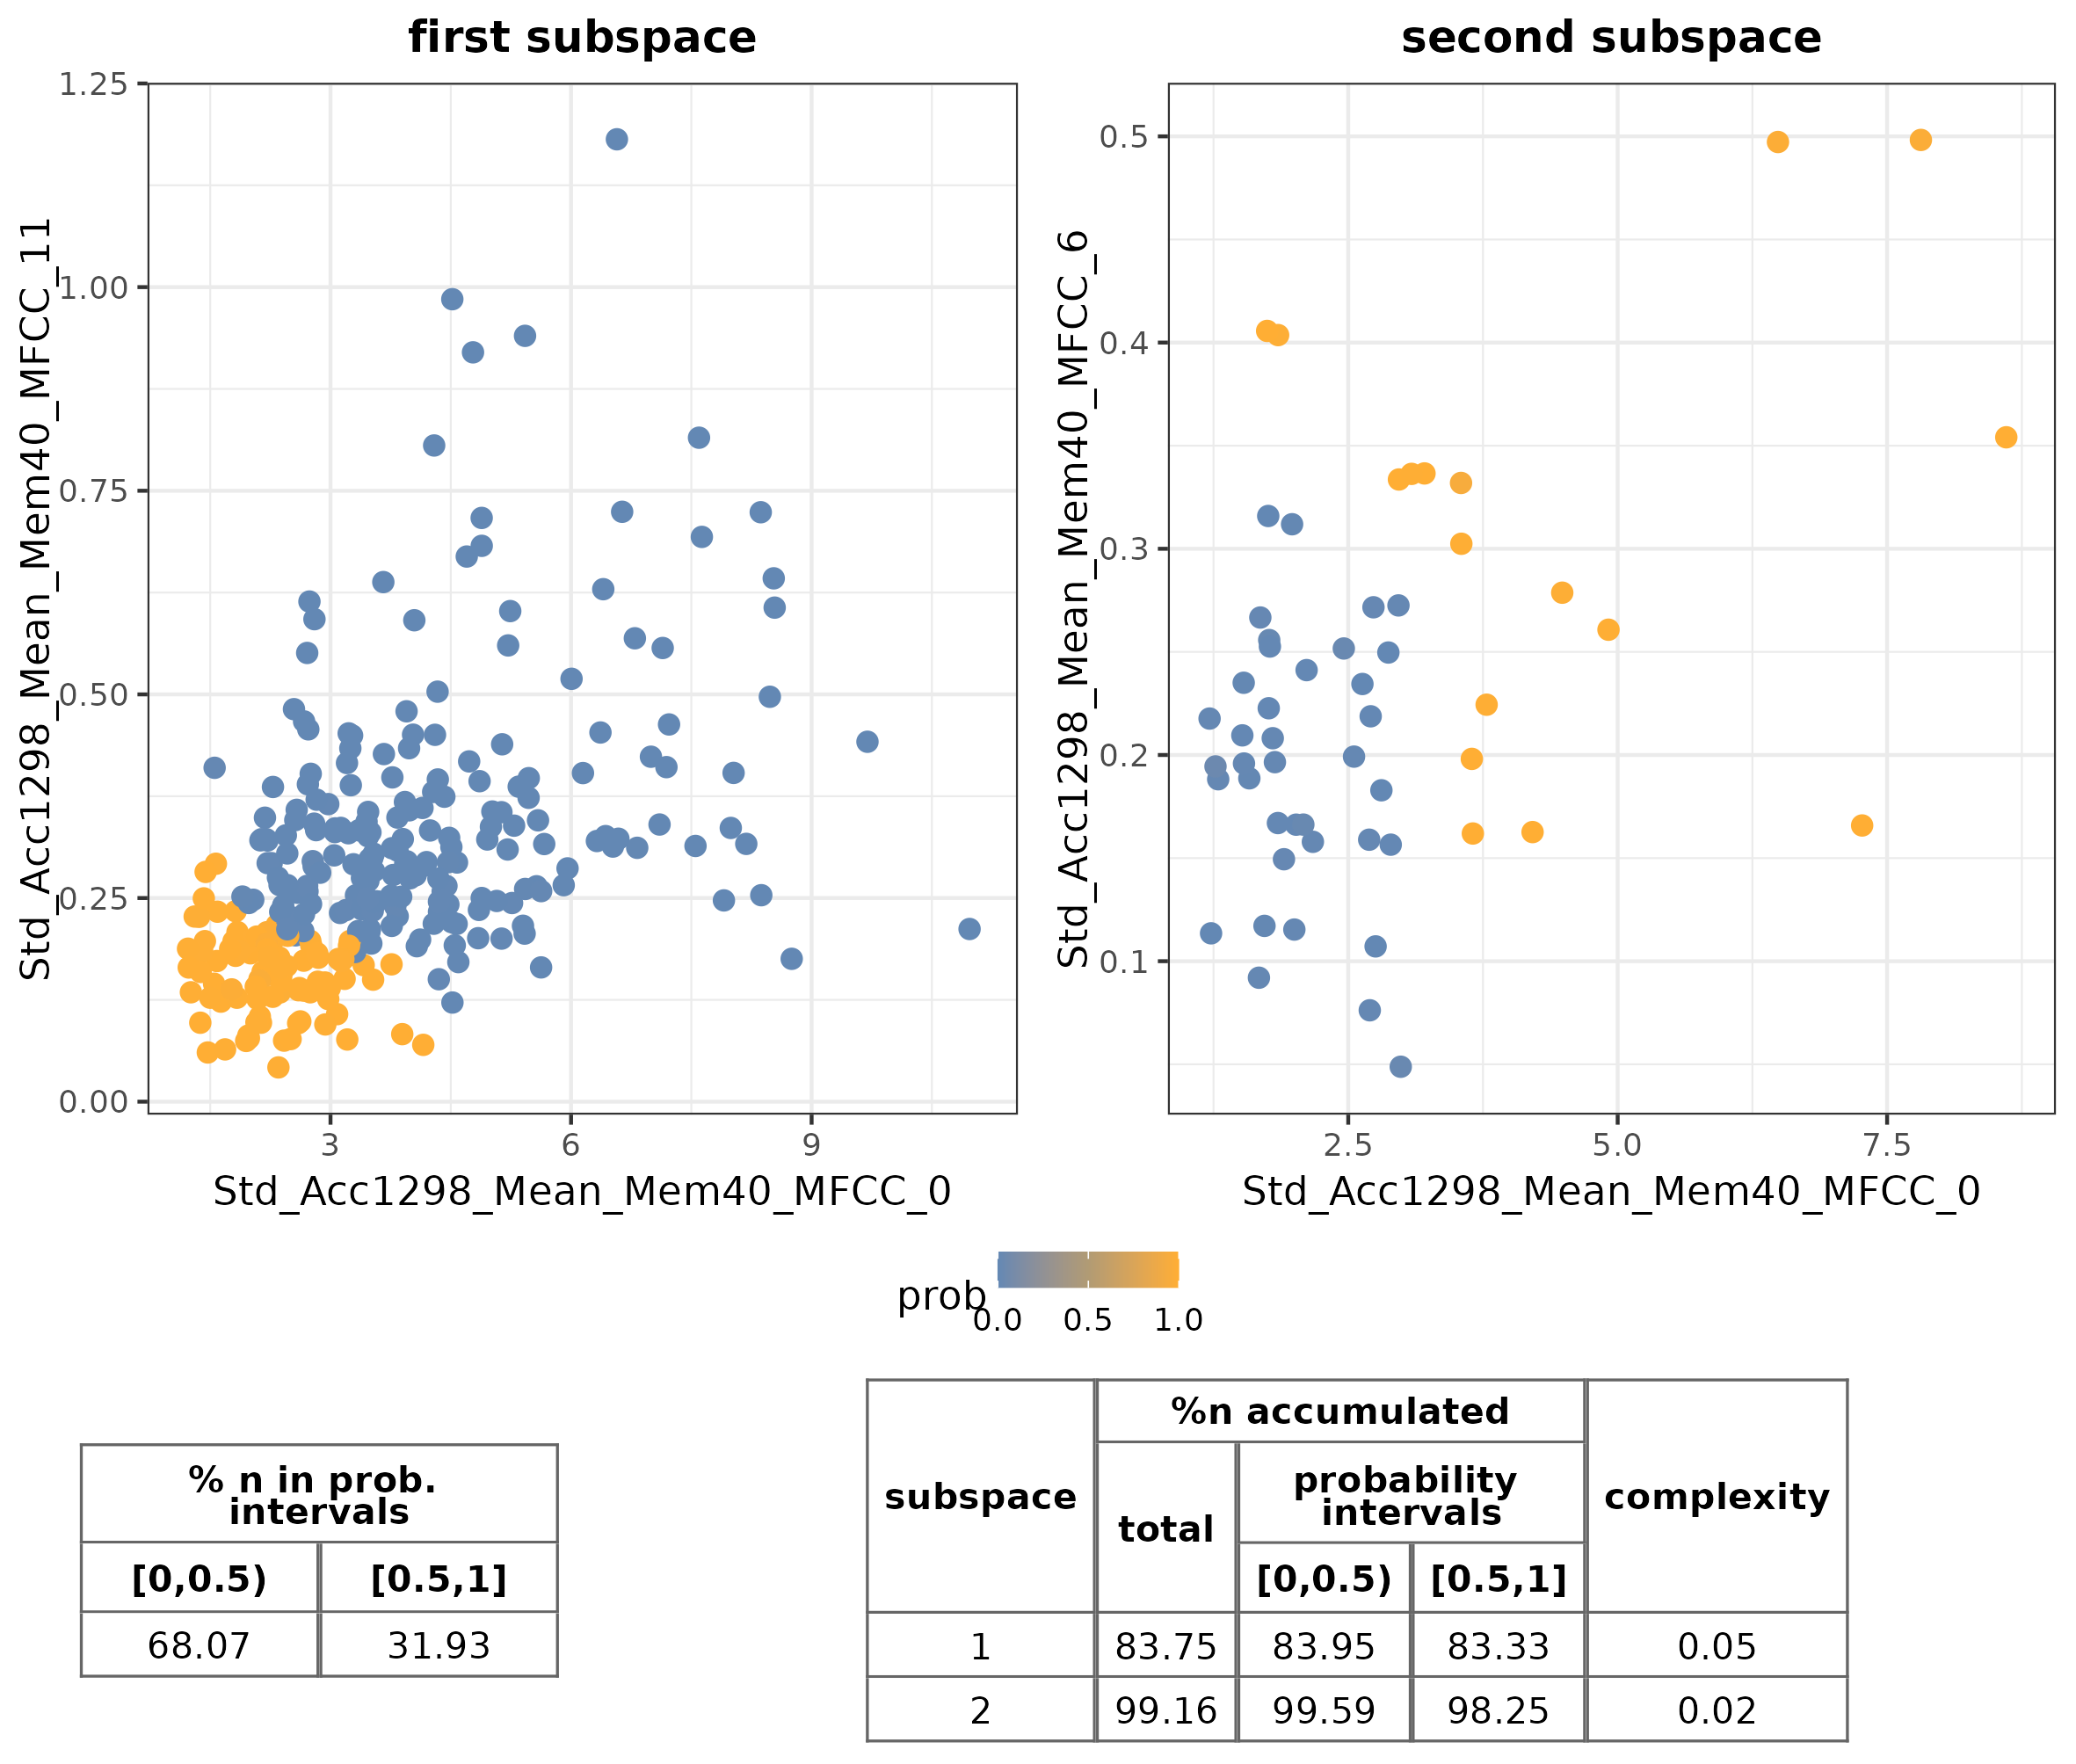 first subspace
second subspace
Std_Acc1298_Mean_Mem40_MFCC_11
1.25
1.00
0.75
0.50
0.25
0.00
3 6 9
Std_Acc1298_Mean_Mem40_MFCC_0
Std_Acc1298_Mean_Mem40_MFCC_6
0.5
0.4
0.3
0.2
0.1
2.5 5.0 7.5
Std_Acc1298_Mean_Mem40_MFCC_0
prob
0.0 0.5 1.0
% n in prob.
intervals
[0,0.5) [0.5,1]
68.07 31.93
%n accumulated
subspace
total
probability
intervals
complexity
[0,0.5) [0.5,1]
1 83.75 83.95 83.33 0.05
2 99.16 99.59 98.25 0.02